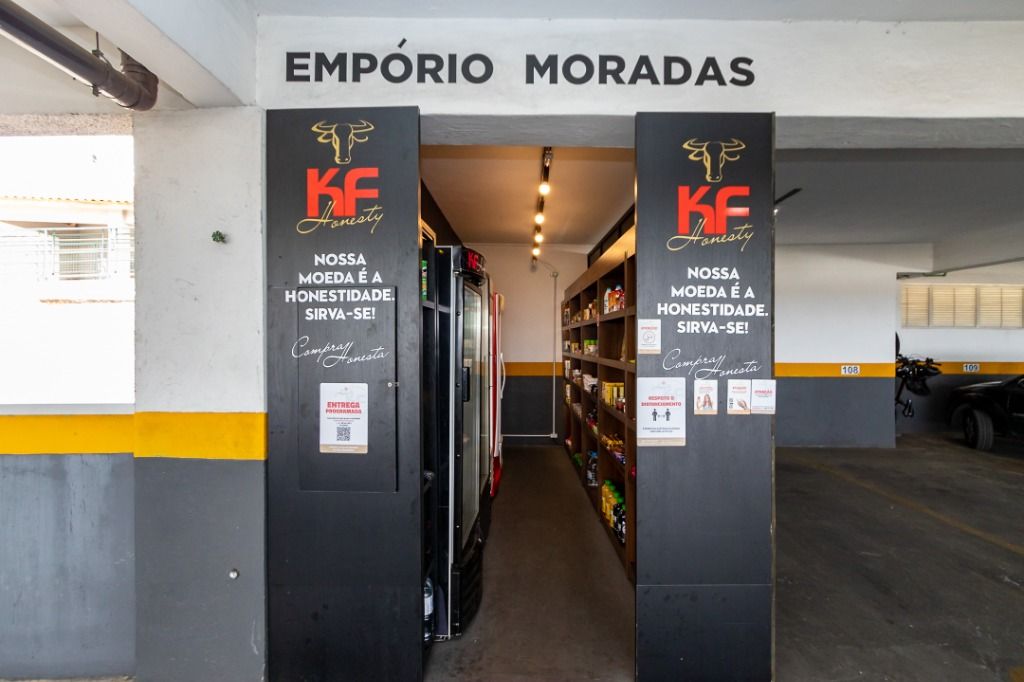 EMPÓRIO MORADAS
KF
Honesty
NOSSA
MOEDA É A
HONESTIDADE.
SIRVA-SE!
Compra
Honesta
ENTREGA
PROGRAMADA
KF
KF
Honesty
NOSSA
MOEDA É A
HONESTIDADE.
SIRVA-SE!
Compra
Honesta
RESPEITE O
DISTANCIAMENTO
108
109